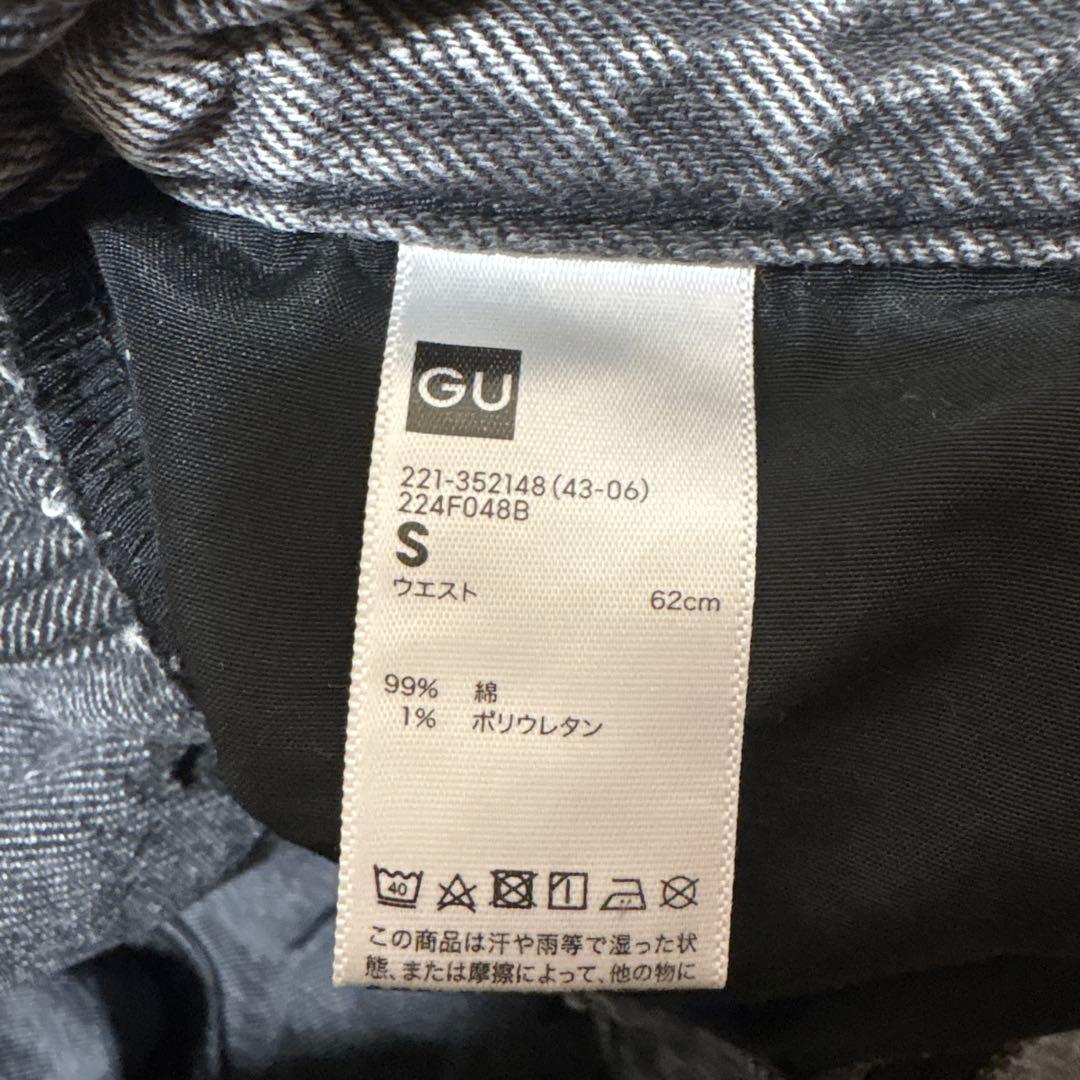 GU
221-352148(43-06)
224F048B
S
ウエスト 62cm
99% 綿
1% ポリウレタン
40
この商品は汗や雨等で湿った状
態、または摩擦によって、他の物に